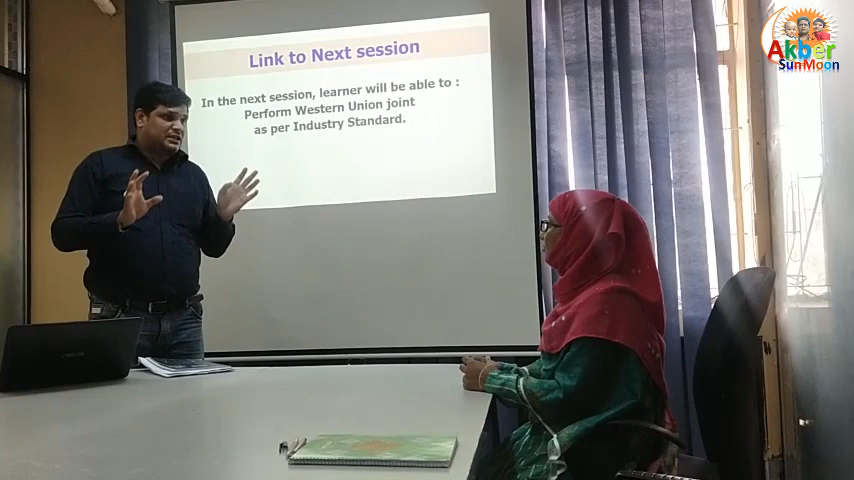 Link to Next session
In the next session, learner will be able to :
Perform Western Union joint
as per Industry Standard.
Akber
SunMoon